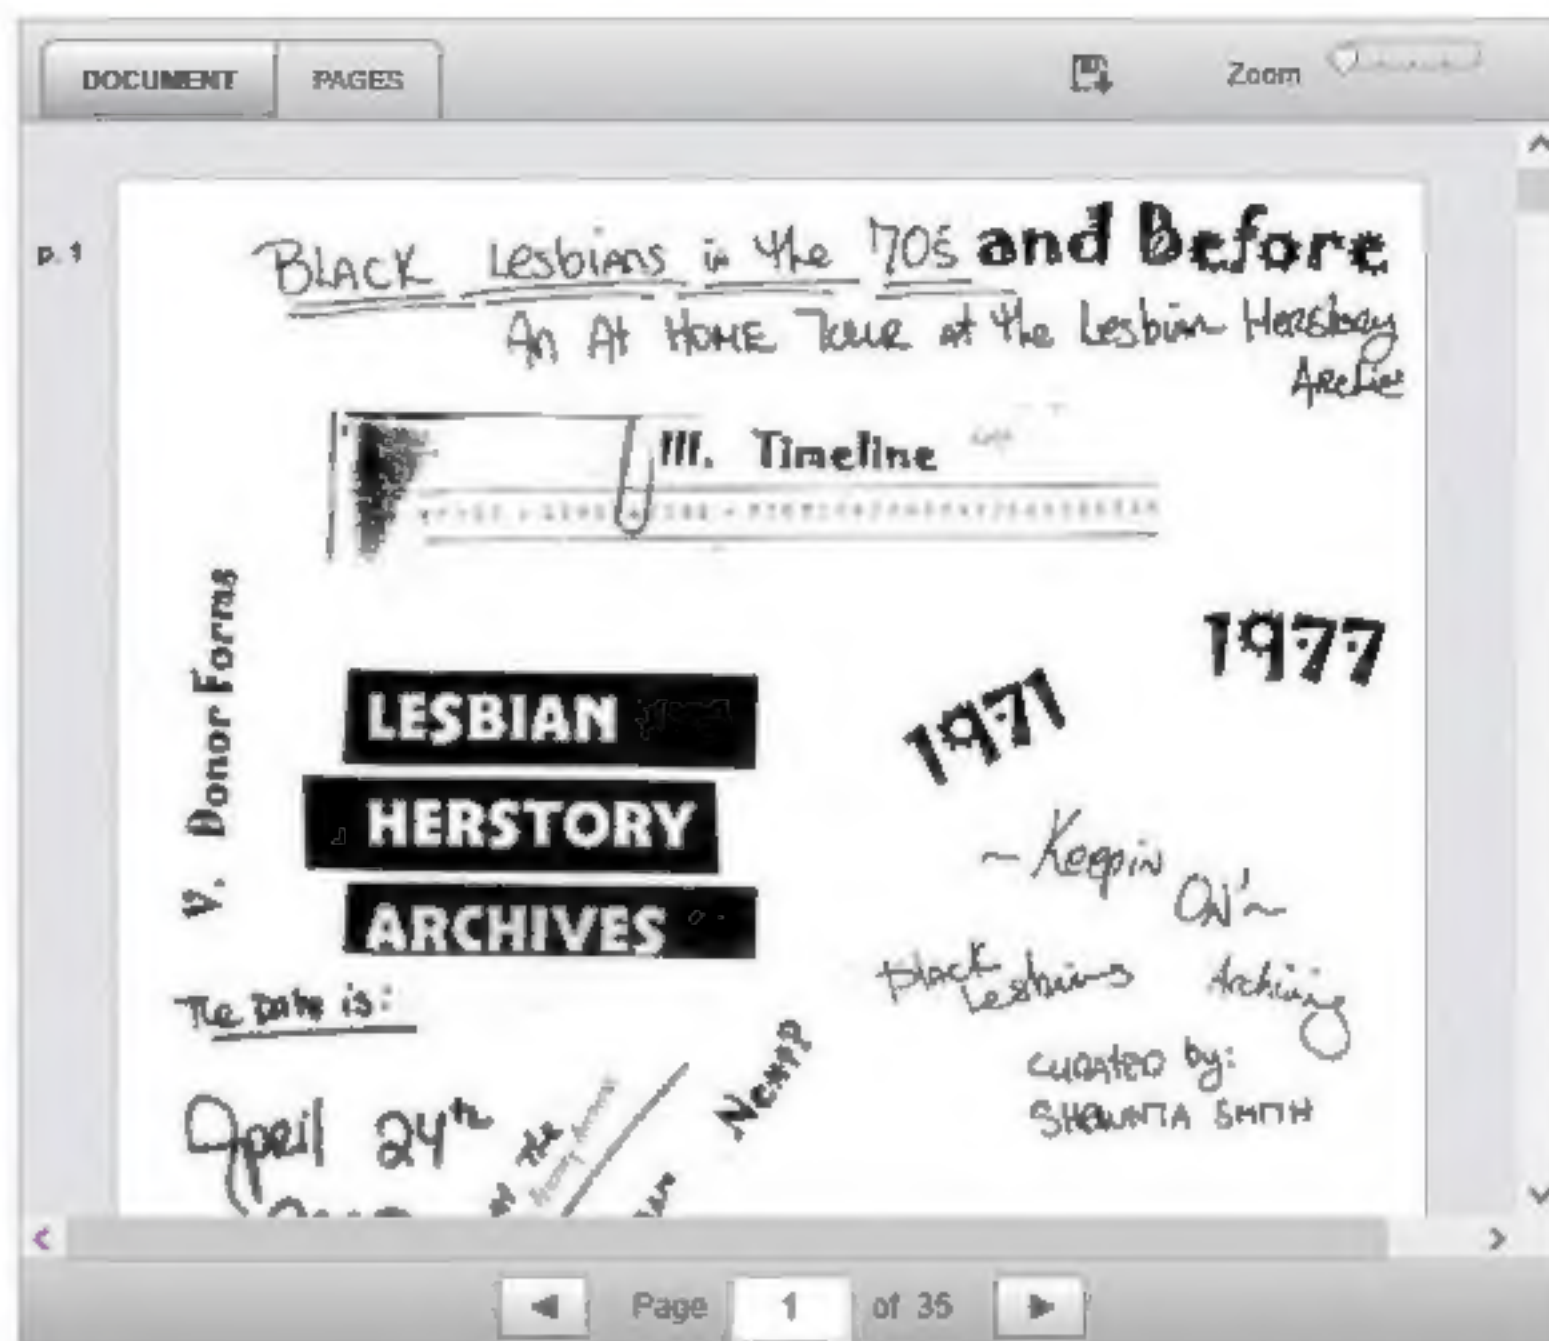 DOCUMENT PAGES Zoom
p. 1
BLACK Lesbians in the 70s and Before
An At HOME TOUR at the Lesbian Herstory
III. Timeline
V. Donor Forms
1977
1971
LESBIAN
HERSTORY
ARCHIVES
~ Keepin
ON' ~
Black Lesbians Archiving
The Date is:
CURATED by:
SHAWNTA SMITH
April 24th
the
Page 1 of 35